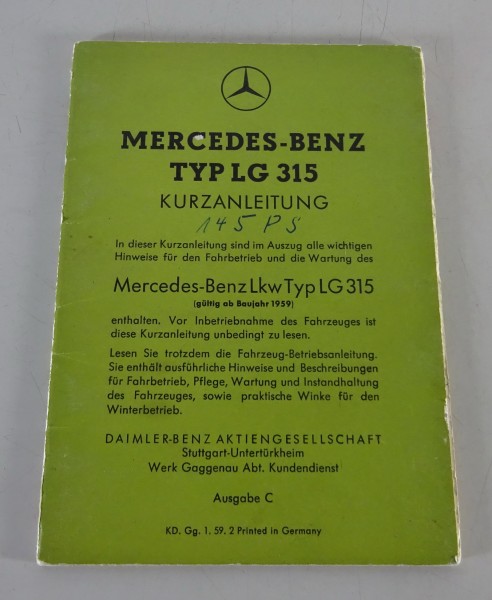 MERCEDES-BENZ
TYP LG 315
KURZANLEITUNG
145 PS
In dieser Kurzanleitung sind im Auszug alle wichtigen
Hinweise für den Fahrbetrieb und die Wartung des
Mercedes-Benz Lkw Typ LG 315
(gültig ab Baujahr 1959)
enthalten. Vor Inbetriebnahme des Fahrzeuges ist
diese Kurzanleitung unbedingt zu lesen.
Lesen Sie trotzdem die Fahrzeug-Betriebsanleitung.
Sie enthält ausführliche Hinweise und Beschreibungen
für Fahrbetrieb, Pflege, Wartung und Instandhaltung
des Fahrzeuges, sowie praktische Winke für den
Winterbetrieb.
DAIMLER-BENZ AKTIENGESELLSCHAFT
Stuttgart-Untertürkheim
Werk Gaggenau Abt. Kundendienst
Ausgabe C
KD. Gg. 1. 59. 2 Printed in Germany